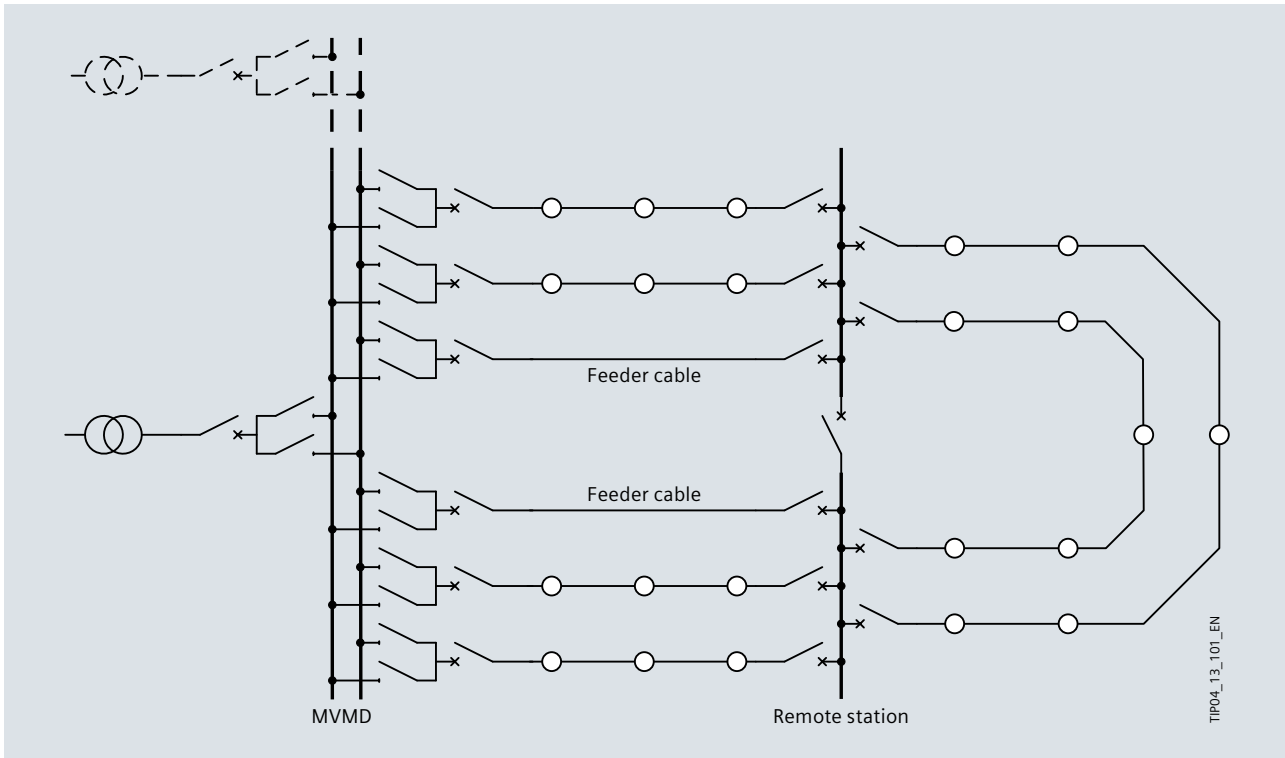 Feeder cable
Feeder cable
MVMD
Remote station
TIP04_13_101_EN